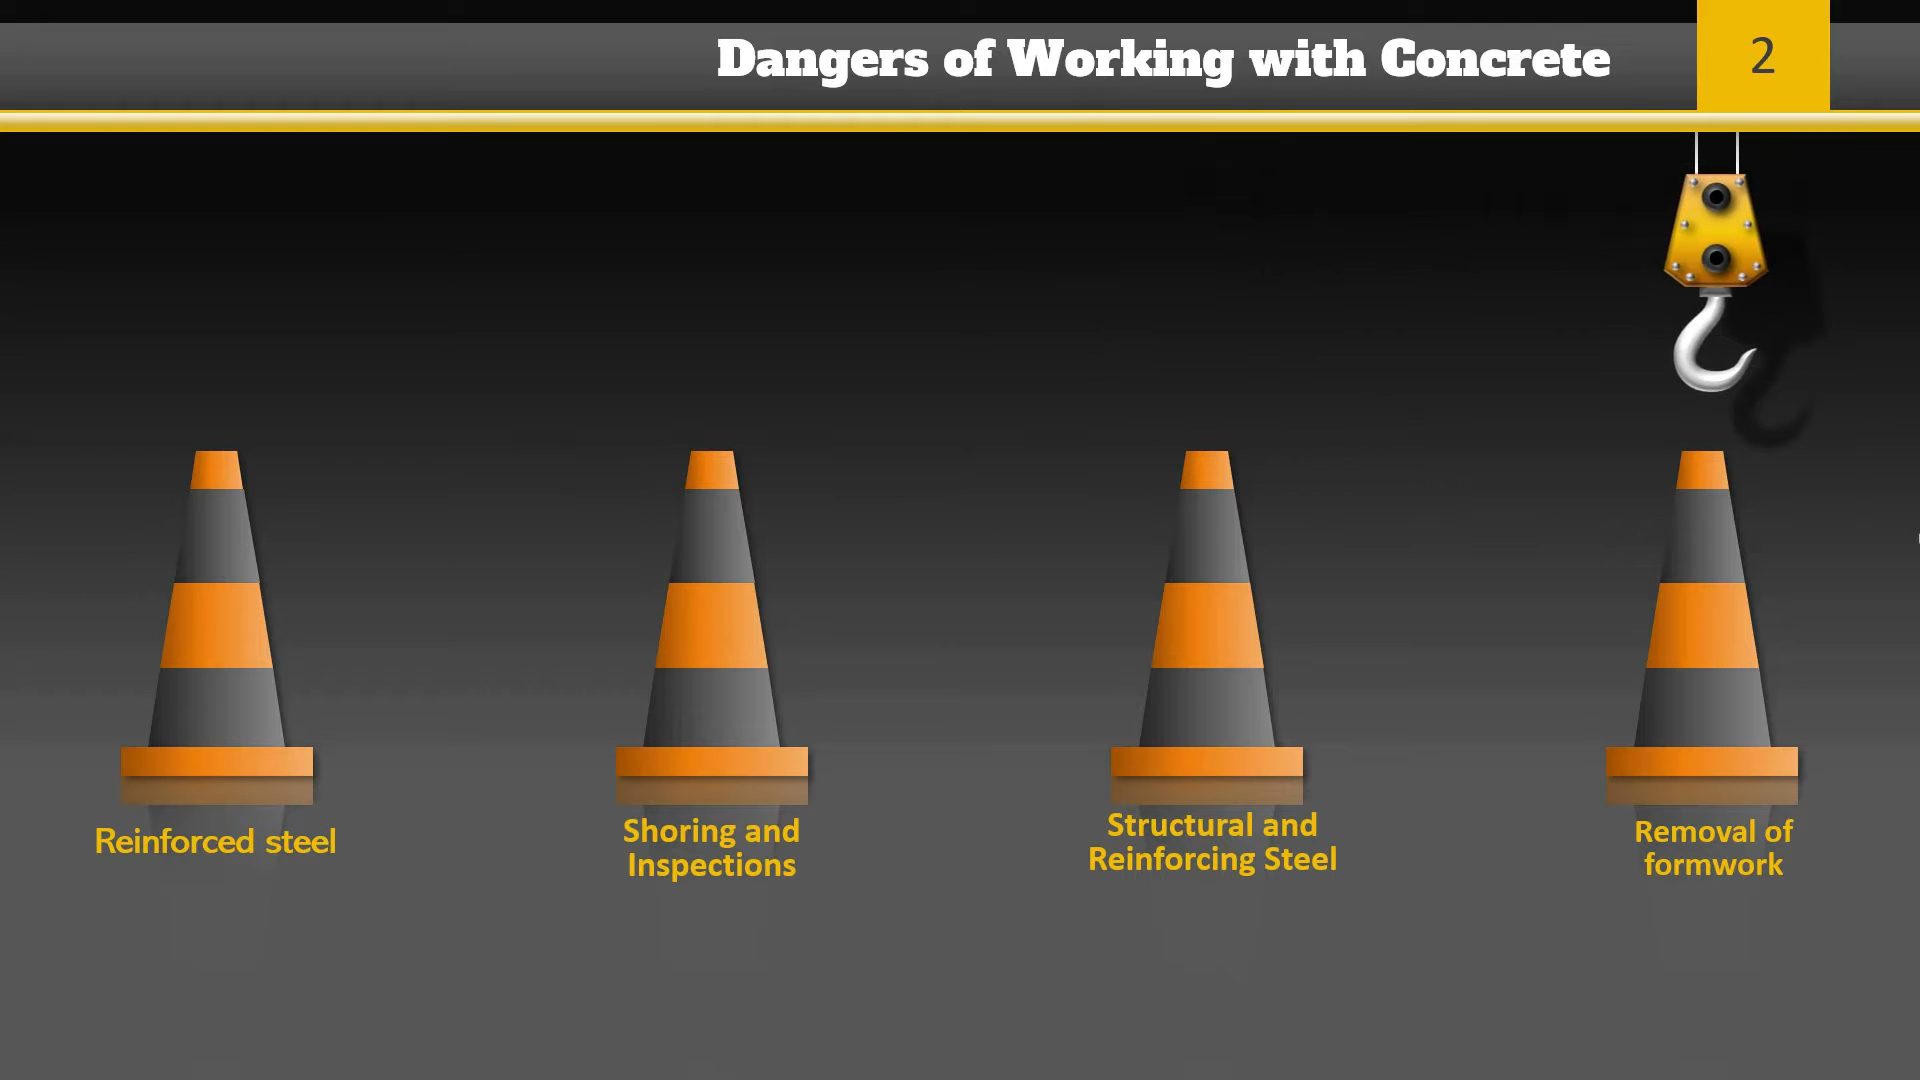 Dangers of Working with Concrete
2
Reinforced steel
Shoring and
Inspections
Structural and
Reinforcing Steel
Removal of
formwork